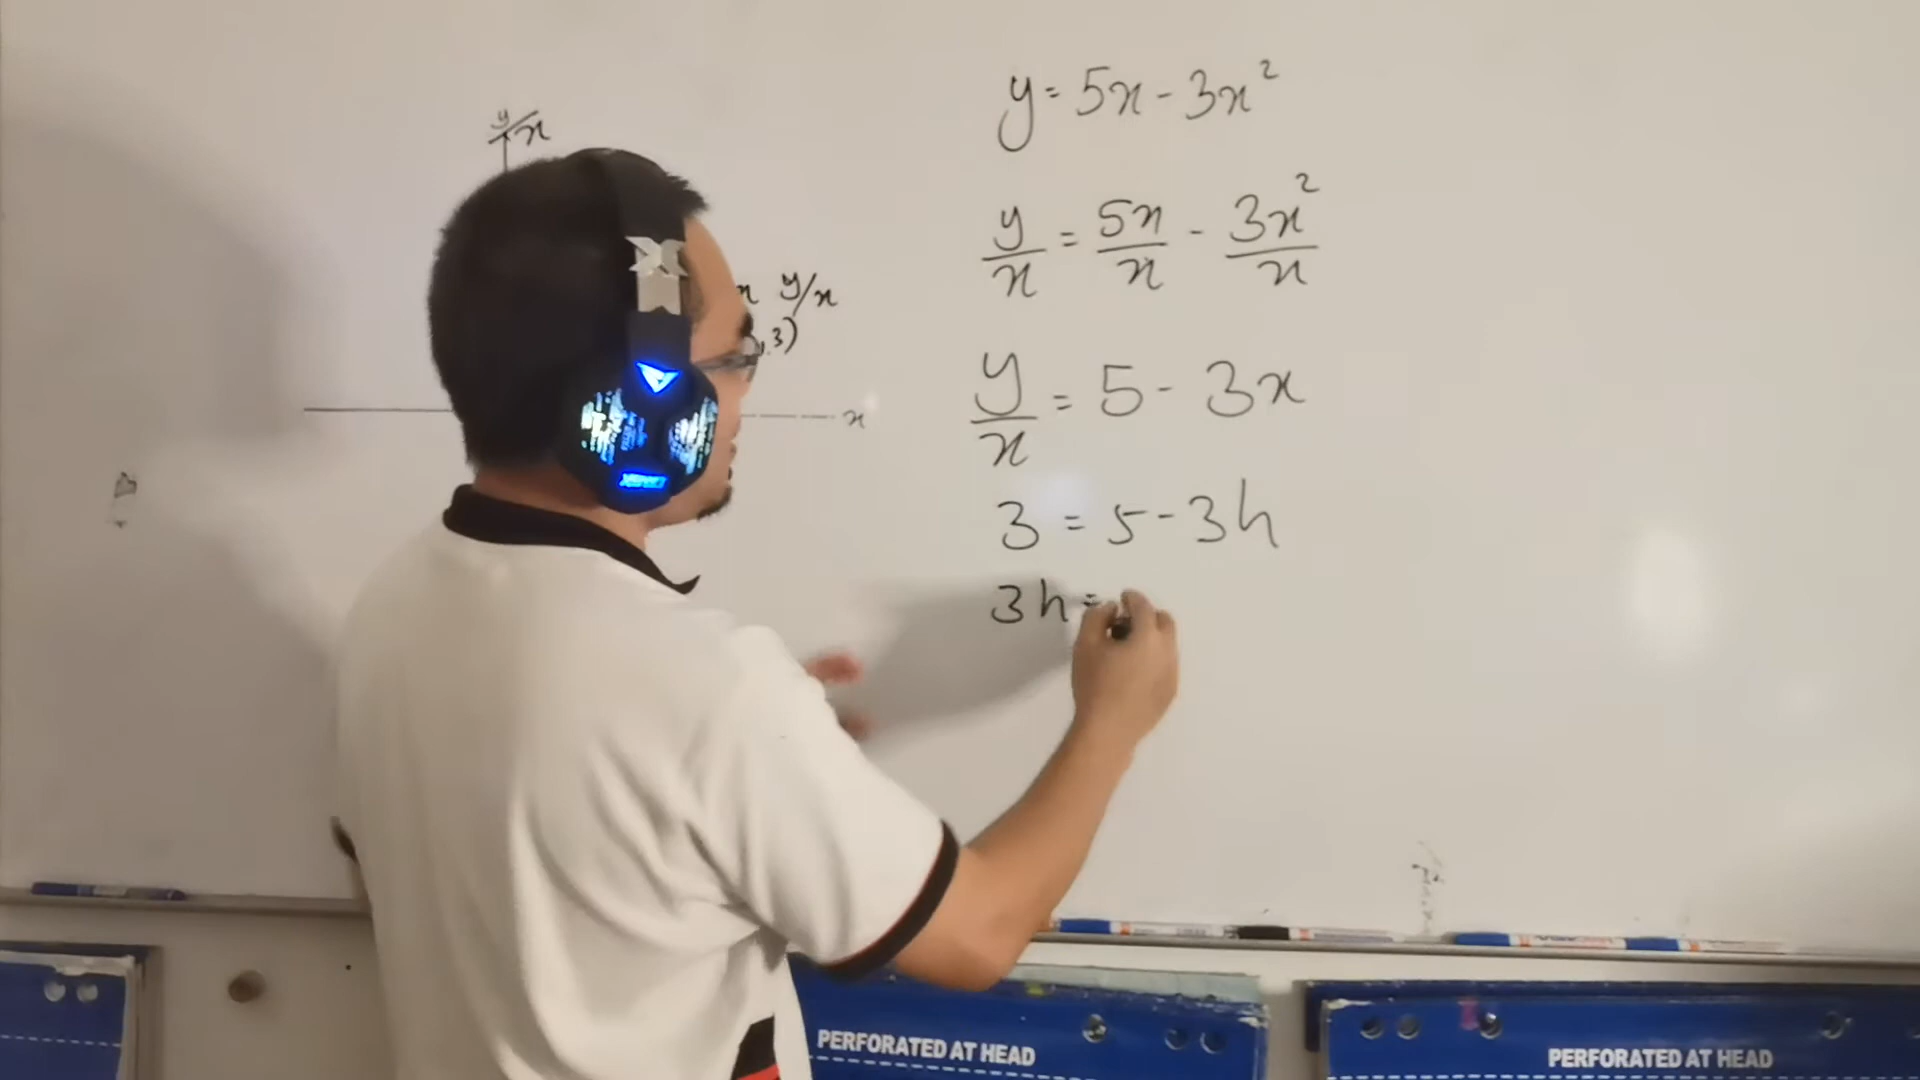 y/x
x y/x
,3)
x
y = 5x - 3x²
y/x = 5x/x - 3x²/x
y/x = 5 - 3x
3 = 5 - 3h
3h =
PERFORATED AT HEAD
PERFORATED AT HEAD